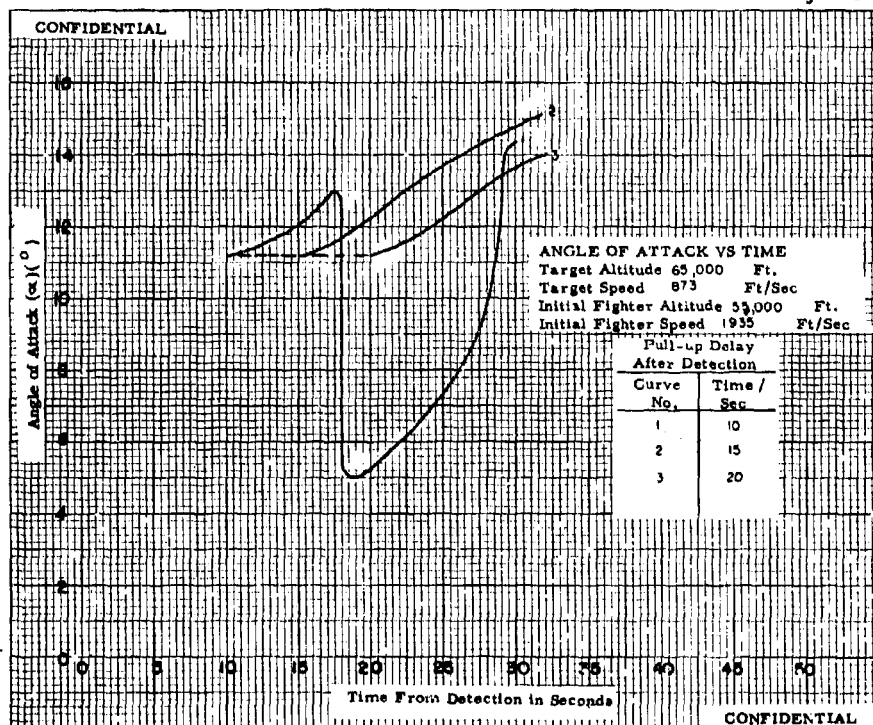 CONFIDENTIAL
16
14
12
10
8
6
4
2
0
Angle of Attack (α)(°)
2
3
ANGLE OF ATTACK VS TIME
Target Altitude 65,000 Ft.
Target Speed 873 Ft/Sec
Initial Fighter Altitude 55,000 Ft.
Initial Fighter Speed 1935 Ft/Sec
Pull-up Delay
After Detection
Curve No. Time / Sec
1 10
2 15
3 20
0 5 10 15 20 25 30 35 40 45 50
Time From Detection in Seconds
CONFIDENTIAL